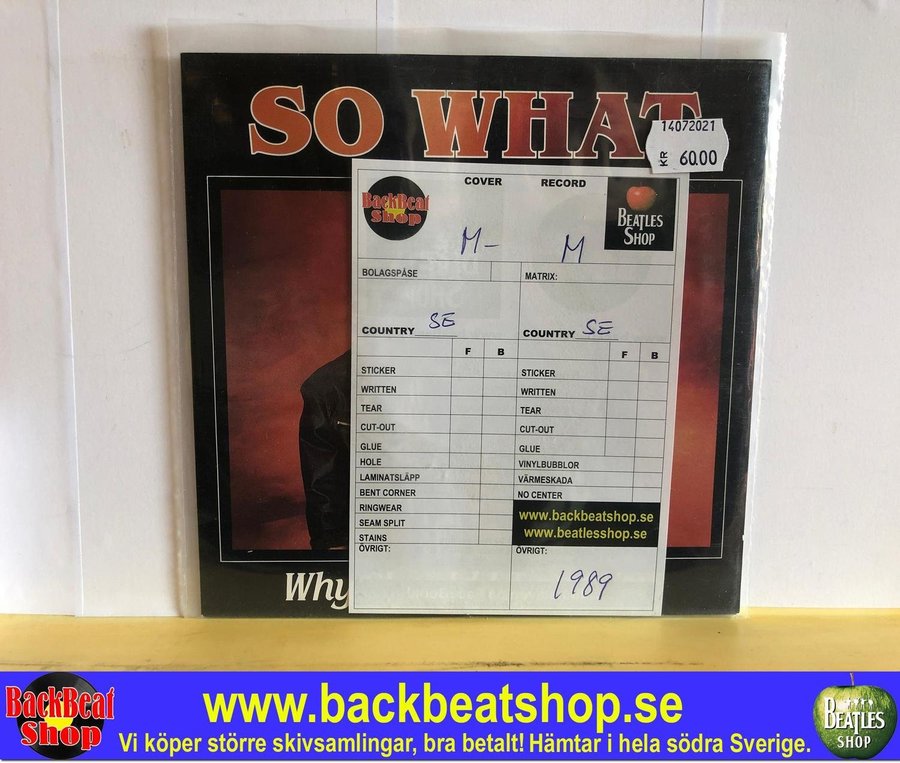 SO WHAT
14072021
KR 60.00
COVER RECORD
BackBeat
Shop
BEATLES
SHOP
M- M
BOLAGSPÅSE MATRIX:
COUNTRY SE COUNTRY SE
F B F B
STICKER STICKER
WRITTEN WRITTEN
TEAR TEAR
CUT-OUT CUT-OUT
GLUE GLUE
HOLE VINYLBUBBLOR
LAMINATSLÄPP VÄRMESKADA
BENT CORNER NO CENTER
RINGWEAR
SEAM SPLIT
STAINS
www.backbeatshop.se
www.beatlesshop.se
ÖVRIGT: ÖVRIGT:
1989
Why
BackBeat
Shop
www.backbeatshop.se
Vi köper större skivsamlingar, bra betalt! Hämtar i hela södra Sverige.
BEATLES
SHOP